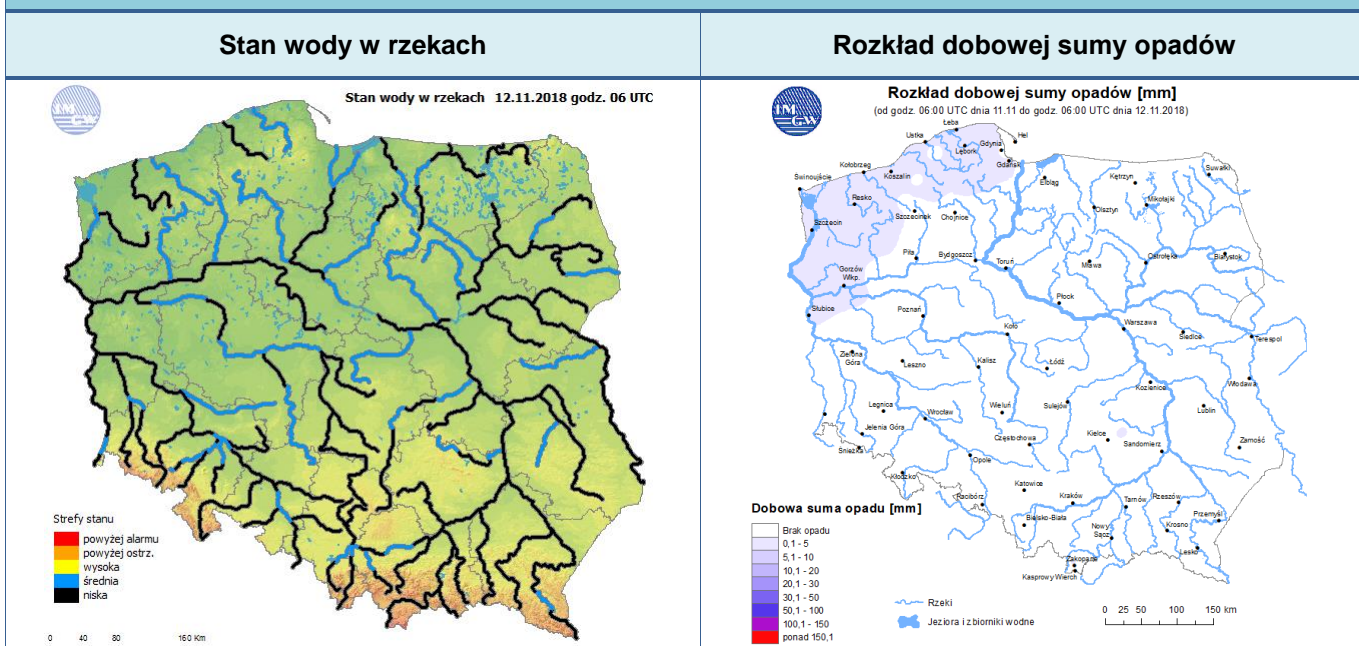 Stan wody w rzekach
Rozkład dobowej sumy opadów
IM
GW
Stan wody w rzekach 12.11.2018 godz. 06 UTC
Strefy stanu
powyżej alarmu
powyżej ostrz.
wysoka
średnia
niska
0 40 80 160 Km
IM
GW
Rozkład dobowej sumy opadów [mm]
(od godz. 06:00 UTC dnia 11.11 do godz. 06:00 UTC dnia 12.11.2018)
Łeba
Ustka
Hel
Gdynia
Lębork
Gdańsk
Kołobrzeg
Koszalin
Świnoujście
Elbląg
Kętrzyn
Suwałki
Resko
Szczecinek
Chojnice
Olsztyn
Mikołajki
Szczecin
Piła
Bydgoszcz
Toruń
Mława
Ostrołęka
Białystok
Gorzów
Wlkp.
Płock
Słubice
Poznań
Koło
Warszawa
Siedlce
Terespol
Zielona
Góra
Leszno
Kalisz
Łódź
Kozienice
Włodawa
Legnica
Wrocław
Wieluń
Sulejów
Lublin
Jelenia Góra
Śnieżka
Częstochowa
Kielce
Sandomierz
Zamość
Kłodzko
Opole
Katowice
Racibórz
Kraków
Tarnów
Rzeszów
Przemyśl
Bielsko-Biała
Nowy
Sącz
Krosno
Lesko
Zakopane
Kasprowy Wierch
Dobowa suma opadu [mm]
Brak opadu
0,1 - 5
5,1 - 10
10,1 - 20
20,1 - 30
30,1 - 50
50,1 - 100
100,1 - 150
ponad 150,1
Rzeki
Jeziora i zbiorniki wodne
0 25 50 100 150 km